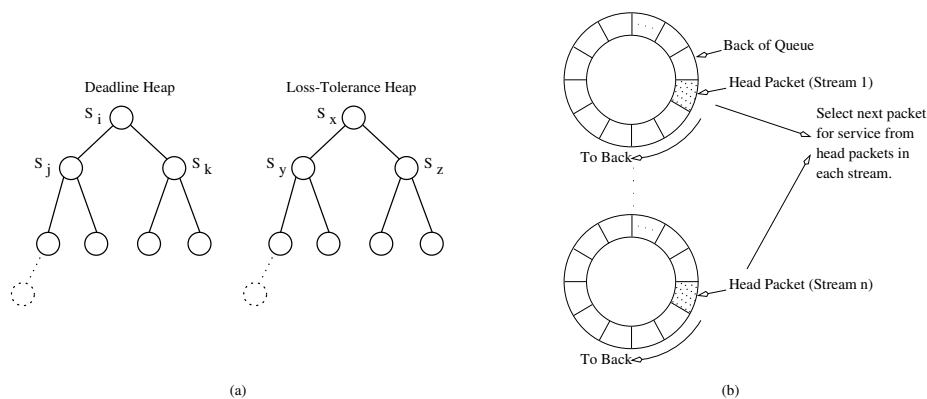 Deadline Heap
S i
S j
S k
Loss-Tolerance Heap
S x
S y
S z
(a)
Back of Queue
Head Packet (Stream 1)
To Back
Select next packet
for service from
head packets in
each stream.
Head Packet (Stream n)
To Back
(b)